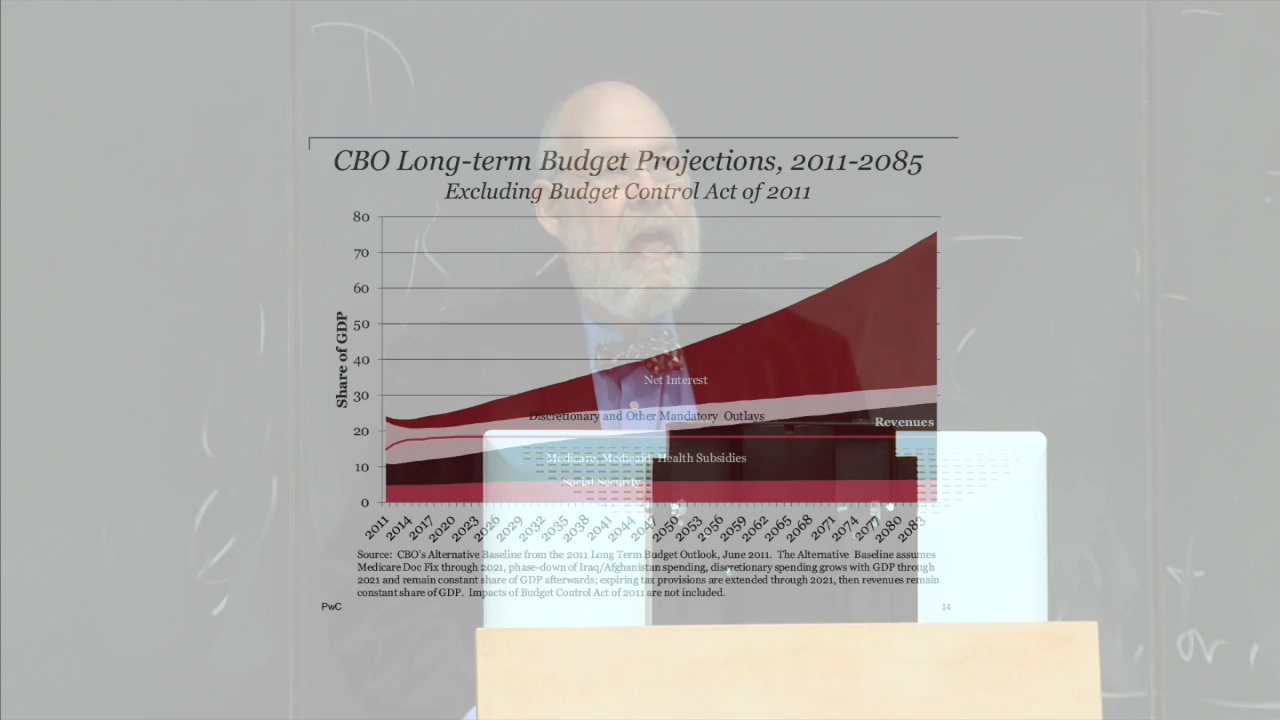 CBO Long-term Budget Projections, 2011-2085
Excluding Budget Control Act of 2011
80
70
60
50
40
30
20
10
0
Share of GDP
Net Interest
Discretionary and Other Mandatory Outlays
Revenues
Medicare, Medicaid, Health Subsidies
Social Security
2011 2014 2017 2020 2023 2026 2029 2032 2035 2038 2041 2044 2047 2050 2053 2056 2059 2062 2065 2068 2071 2074 2077 2080 2083
Source: CBO's Alternative Baseline from the 2011 Long Term Budget Outlook, June 2011. The Alternative Baseline assumes
Medicare Doc Fix through 2021, phase-down of Iraq/Afghanistan spending, discretionary spending grows with GDP through
2021 and remain constant share of GDP afterwards; expiring tax provisions are extended through 2021, then revenues remain
constant share of GDP. Impacts of Budget Control Act of 2011 are not included.
PwC
14